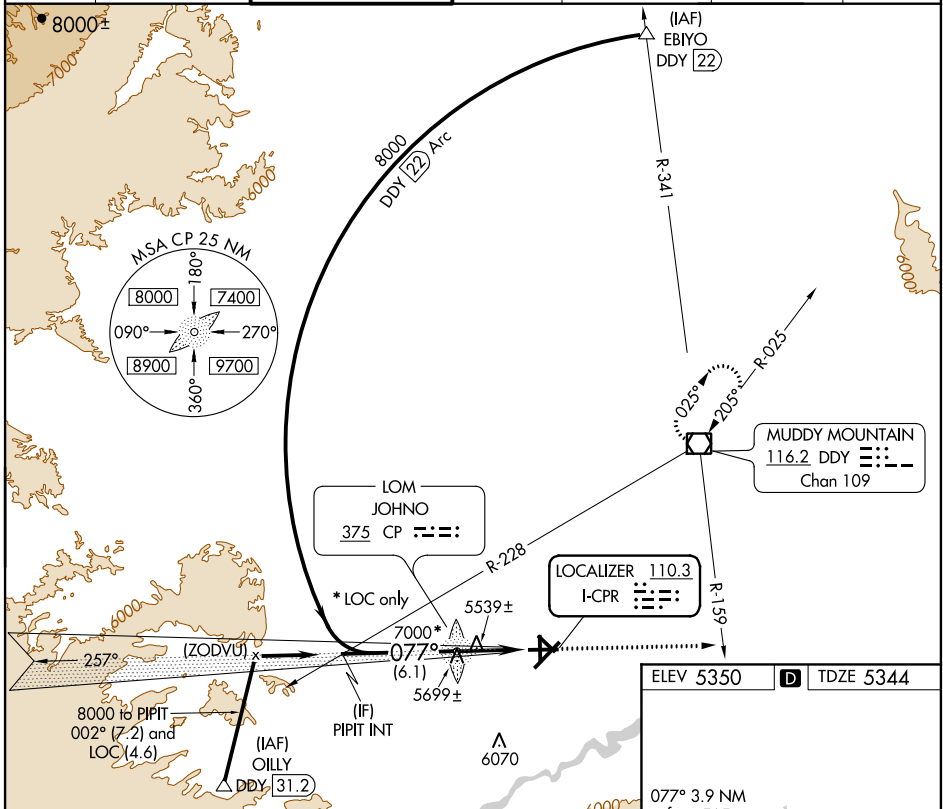 8000±
7000
(IAF)
EBIYO
DDY 22
8000
DDY 22 Arc
R-341
6000
6000
MSA CP 25 NM
180°
8000
7400
090°
270°
8900
9700
360°
R-025
025°
205°
MUDDY MOUNTAIN
116.2 DDY
Chan 109
LOM
JOHNO
375 CP
R-228
LOCALIZER 110.3
I-CPR
R-159
6000
* LOC only
5539±
7000*
077°
(6.1)
(ZODVU)
257°
5699±
8000 to PIPIT
002° (7.2) and
LOC (4.6)
(IF)
PIPIT INT
(IAF)
OILLY
DDY 31.2
6070
6000
ELEV 5350
D
TDZE 5344
077° 3.9 NM